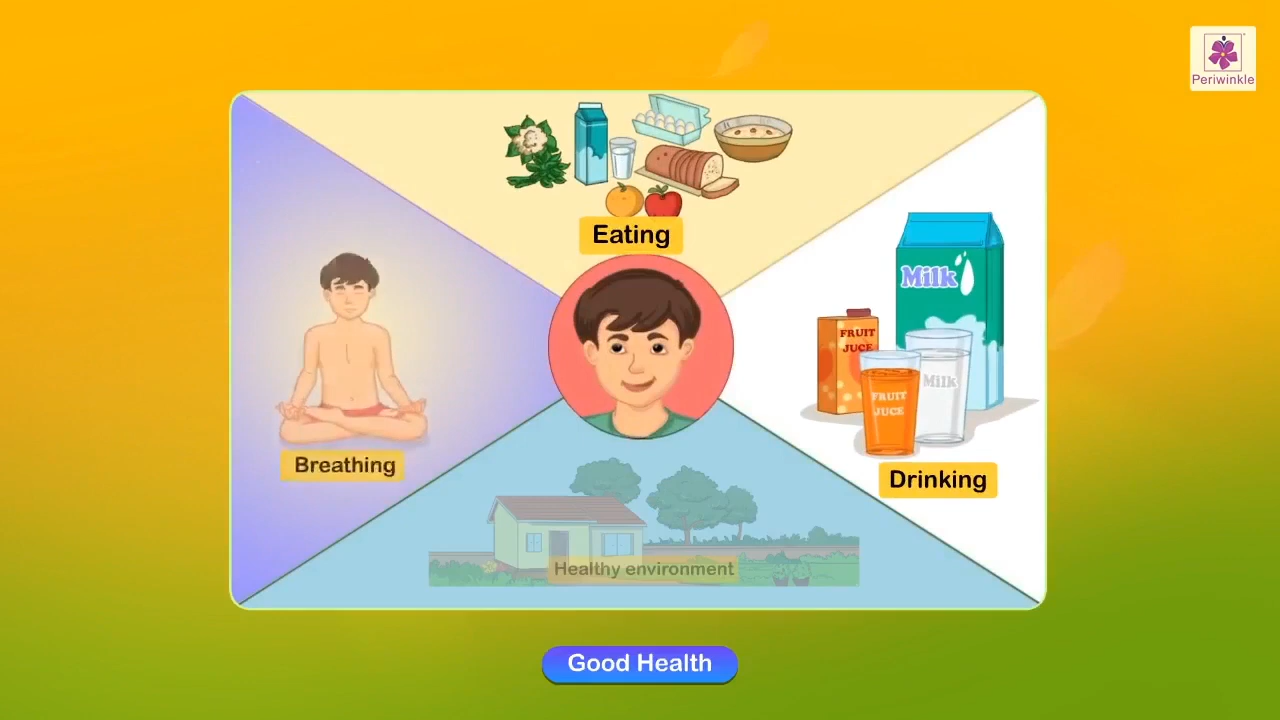 Periwinkle
Eating
Milk
FRUIT
JUCE
Milk
FRUIT
JUCE
Breathing
Drinking
Healthy environment
Good Health